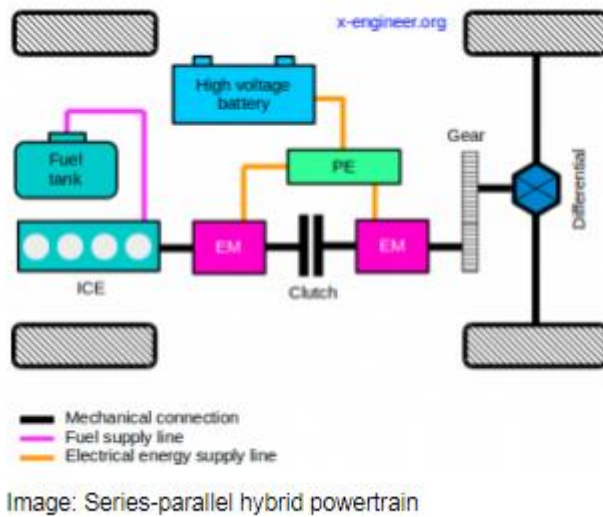 x-engineer.org
High voltage
battery
Fuel
tank
Gear
PE
Differential
EM
EM
ICE
Clutch
Mechanical connection
Fuel supply line
Electrical energy supply line
Image: Series-parallel hybrid powertrain